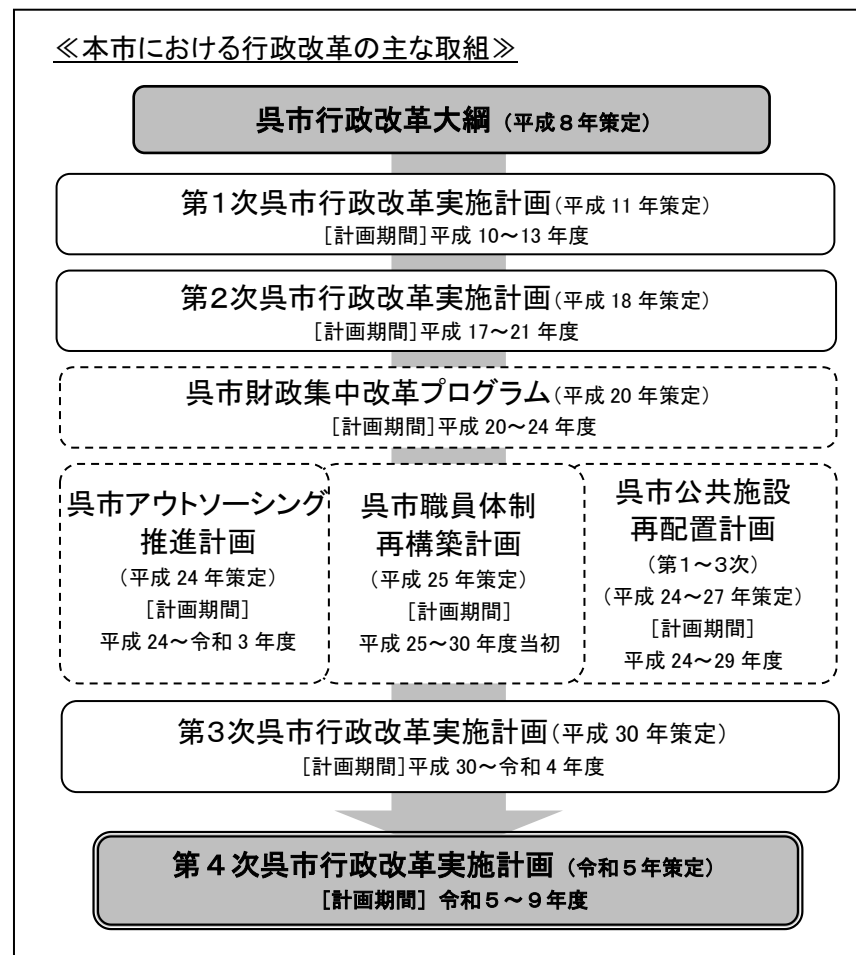 ≪本市における行政改革の主な取組≫
呉市行政改革大綱（平成８年策定）
第１次呉市行政改革実施計画（平成 11 年策定）
［計画期間］平成 10～13 年度
第２次呉市行政改革実施計画（平成 18 年策定）
［計画期間］平成 17～21 年度
呉市財政集中改革プログラム（平成 20 年策定）
［計画期間］平成 20～24 年度
呉市アウトソーシング
推進計画
（平成 24 年策定）
［計画期間］
平成 24～令和 3 年度
呉市職員体制
再構築計画
（平成 25 年策定）
［計画期間］
平成 25～30 年度当初
呉市公共施設
再配置計画
（第１～３次）
（平成 24～27 年策定）
［計画期間］
平成 24～29 年度
第３次呉市行政改革実施計画（平成 30 年策定）
［計画期間］平成 30～令和 4 年度
第４次呉市行政改革実施計画（令和５年策定）
［計画期間］令和５～９年度